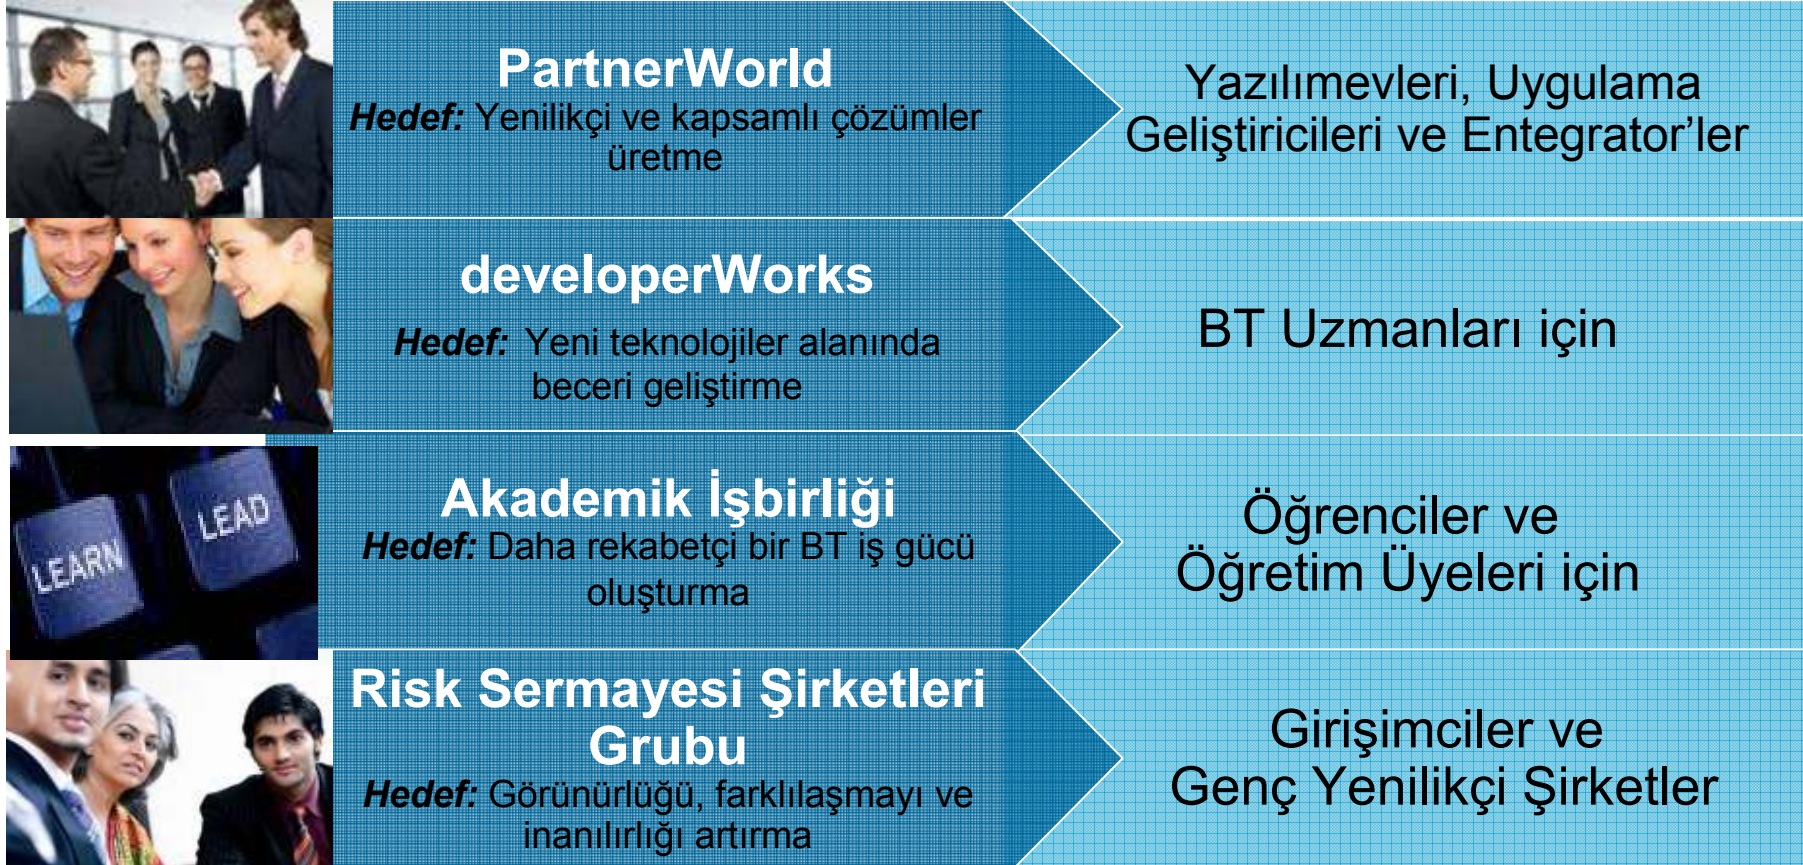 PartnerWorld
Hedef: Yenilikçi ve kapsamlı çözümler
üretme
Yazılımevleri, Uygulama
Geliştiricileri ve Entegrator’ler
developerWorks
Hedef: Yeni teknolojiler alanında
beceri geliştirme
BT Uzmanları için
LEARN
LEAD
Akademik İşbirliği
Hedef: Daha rekabetçi bir BT iş gücü
oluşturma
Öğrenciler ve
Öğretim Üyeleri için
Risk Sermayesi Şirketleri
Grubu
Hedef: Görünürlüğü, farklılaşmayı ve
inanılırlığı artırma
Girişimciler ve
Genç Yenilikçi Şirketler